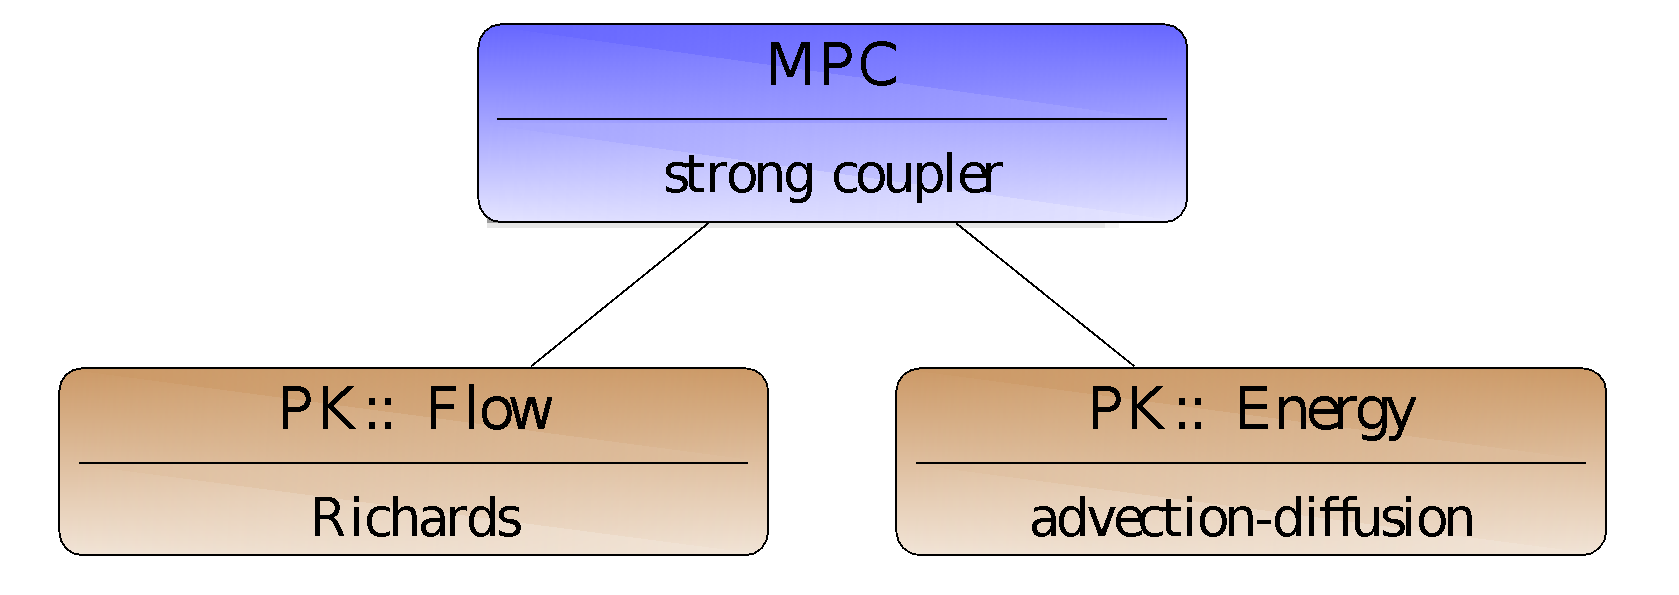 MPC
strong coupler
PK:: Flow
Richards
PK:: Energy
advection-diffusion